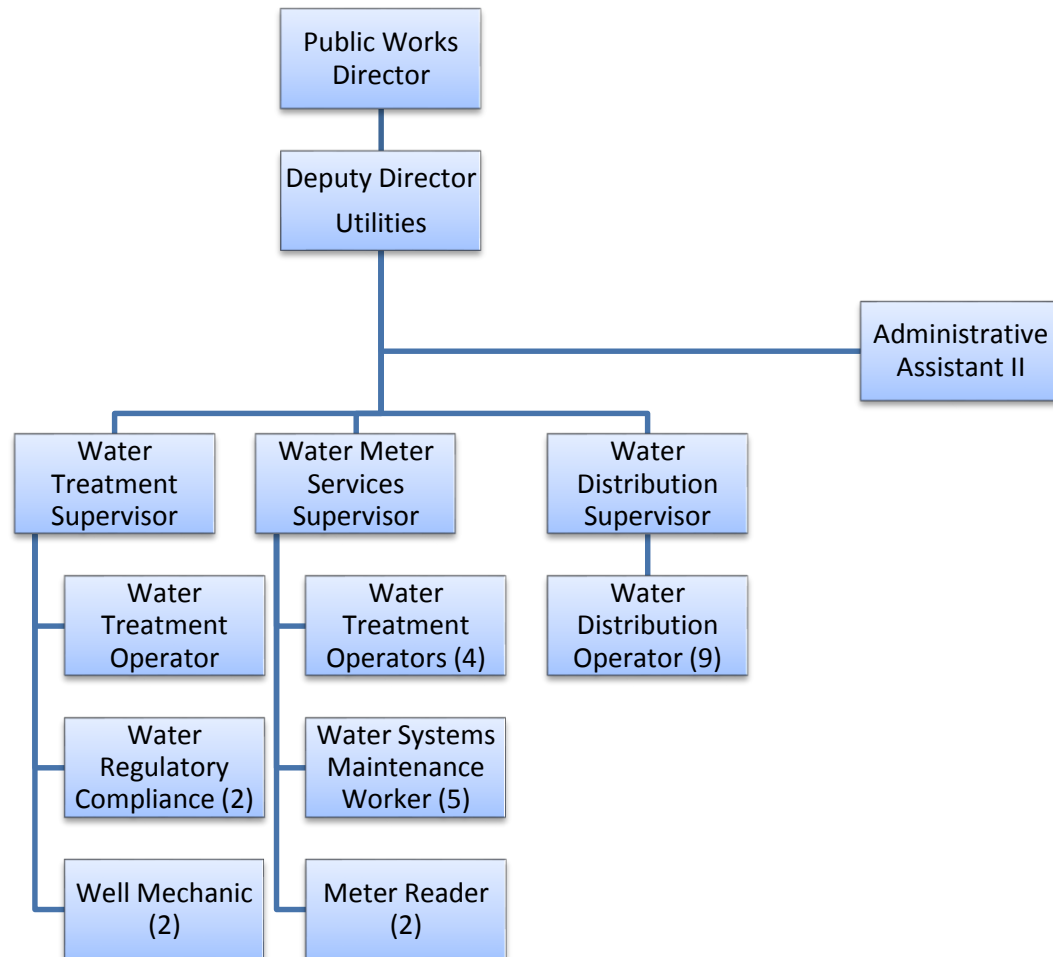 Public Works
Director
Deputy Director
Utilities
Administrative
Assistant II
Water
Treatment
Supervisor
Water Meter
Services
Supervisor
Water
Distribution
Supervisor
Water
Treatment
Operator
Water
Treatment
Operators (4)
Water
Distribution
Operator (9)
Water
Regulatory
Compliance (2)
Water Systems
Maintenance
Worker (5)
Well Mechanic
(2)
Meter Reader
(2)